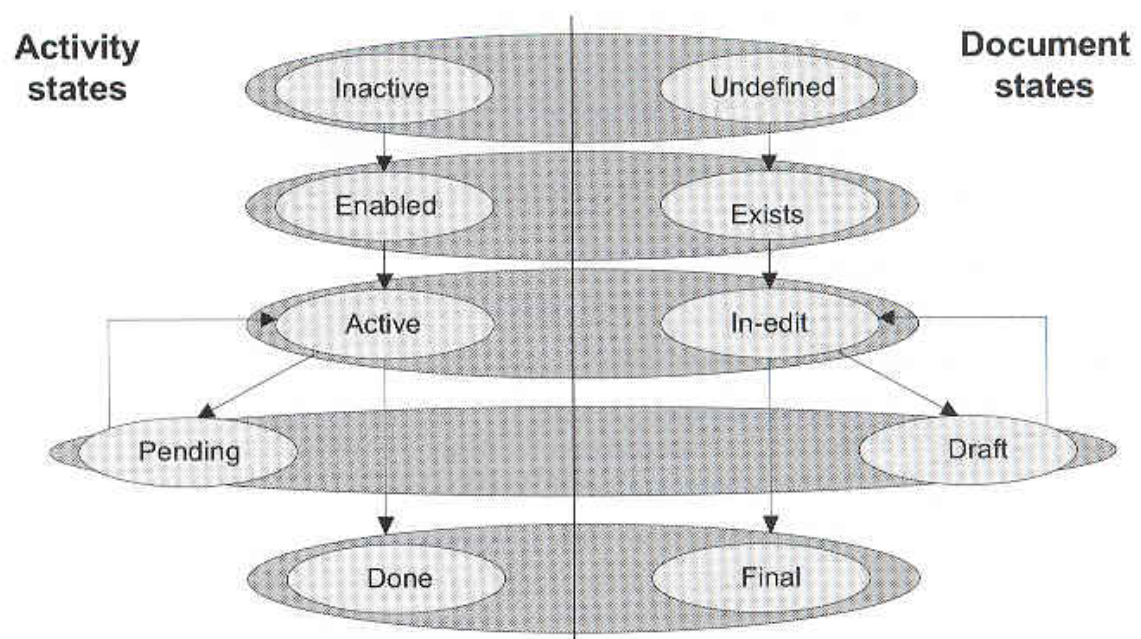 Activity
states
Document
states
Inactive
Undefined
Enabled
Exists
Active
In-edit
Pending
Draft
Done
Final